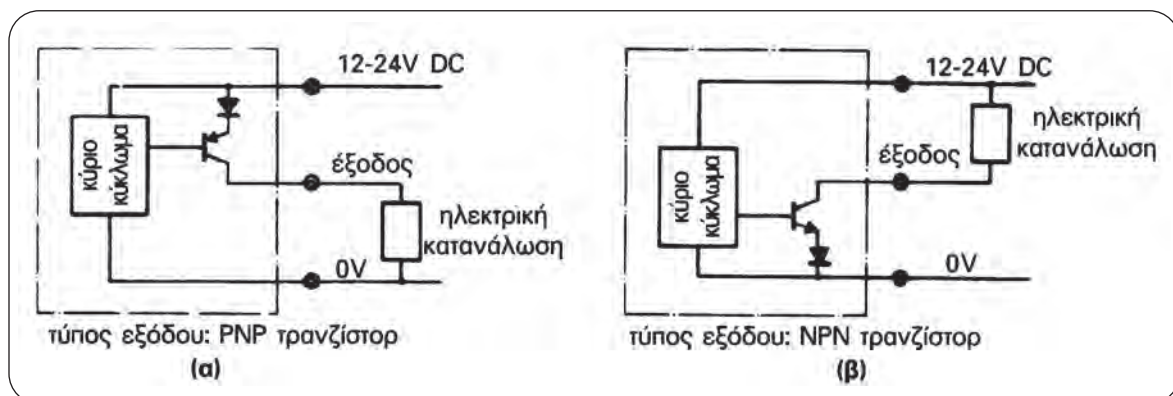 12-24V DC
κύριο
κύκλωμα
έξοδος
ηλεκτρική
κατανάλωση
0V
τύπος εξόδου: PNP τρανζίστορ
(α)
12-24V DC
ηλεκτρική
κατανάλωση
έξοδος
κύριο
κύκλωμα
0V
τύπος εξόδου: NPN τρανζίστορ
(β)